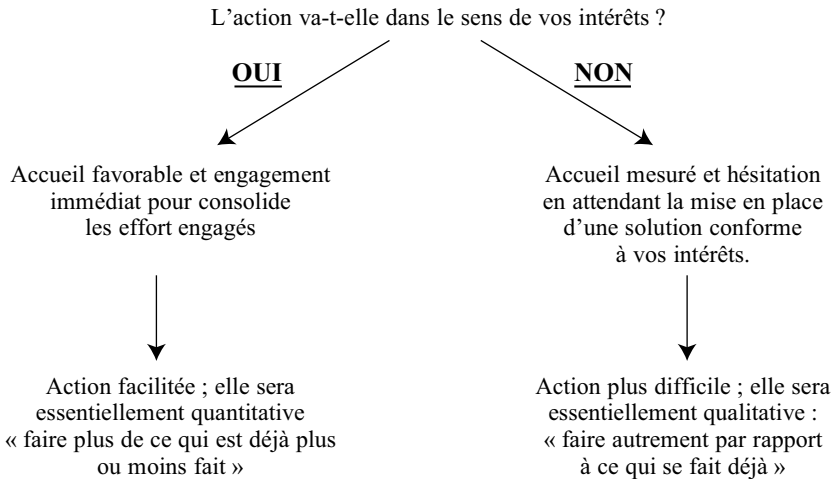 L'action va-t-elle dans le sens de vos intérêts ?
OUI
NON
Accueil favorable et engagement
immédiat pour consolide
les effort engagés
Accueil mesuré et hésitation
en attendant la mise en place
d'une solution conforme
à vos intérêts.
Action facilitée ; elle sera
essentiellement quantitative
« faire plus de ce qui est déjà plus
ou moins fait »
Action plus difficile ; elle sera
essentiellement qualitative :
« faire autrement par rapport
à ce qui se fait déjà »